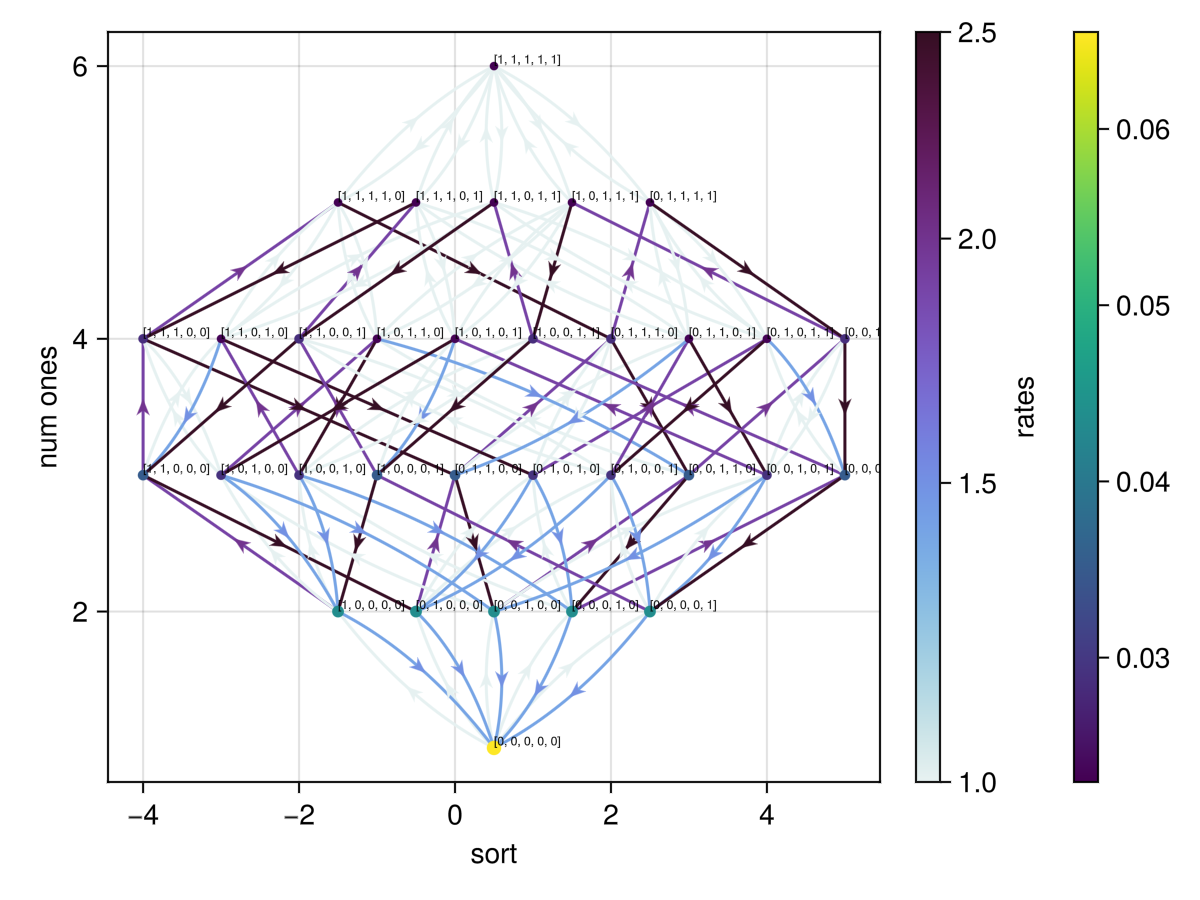 6
4
2
num ones
−4
−2
0
2
4
sort
[1, 1, 1, 1, 1]
[1, 1, 1, 1, 0]
[1, 1, 1, 0, 1]
[1, 1, 0, 1, 1]
[1, 0, 1, 1, 1]
[0, 1, 1, 1, 1]
[1, 1, 1, 0, 0]
[1, 1, 0, 1, 0]
[1, 1, 0, 0, 1]
[1, 0, 1, 1, 0]
[1, 0, 1, 0, 1]
[1, 0, 0, 1, 1]
[0, 1, 1, 1, 0]
[0, 1, 1, 0, 1]
[0, 1, 0, 1, 1]
[0, 0, 1
[1, 1, 0, 0, 0]
[1, 0, 1, 0, 0]
[1, 0, 0, 1, 0]
[1, 0, 0, 0, 1]
[0, 1, 1, 0, 0]
[0, 1, 0, 1, 0]
[0, 1, 0, 0, 1]
[0, 0, 1, 1, 0]
[0, 0, 1, 0, 1]
[0, 0, 0
[1, 0, 0, 0, 0]
[0, 1, 0, 0, 0]
[0, 0, 1, 0, 0]
[0, 0, 0, 1, 0]
[0, 0, 0, 0, 1]
[0, 0, 0, 0, 0]
2.5
2.0
1.5
1.0
rates
0.06
0.05
0.04
0.03